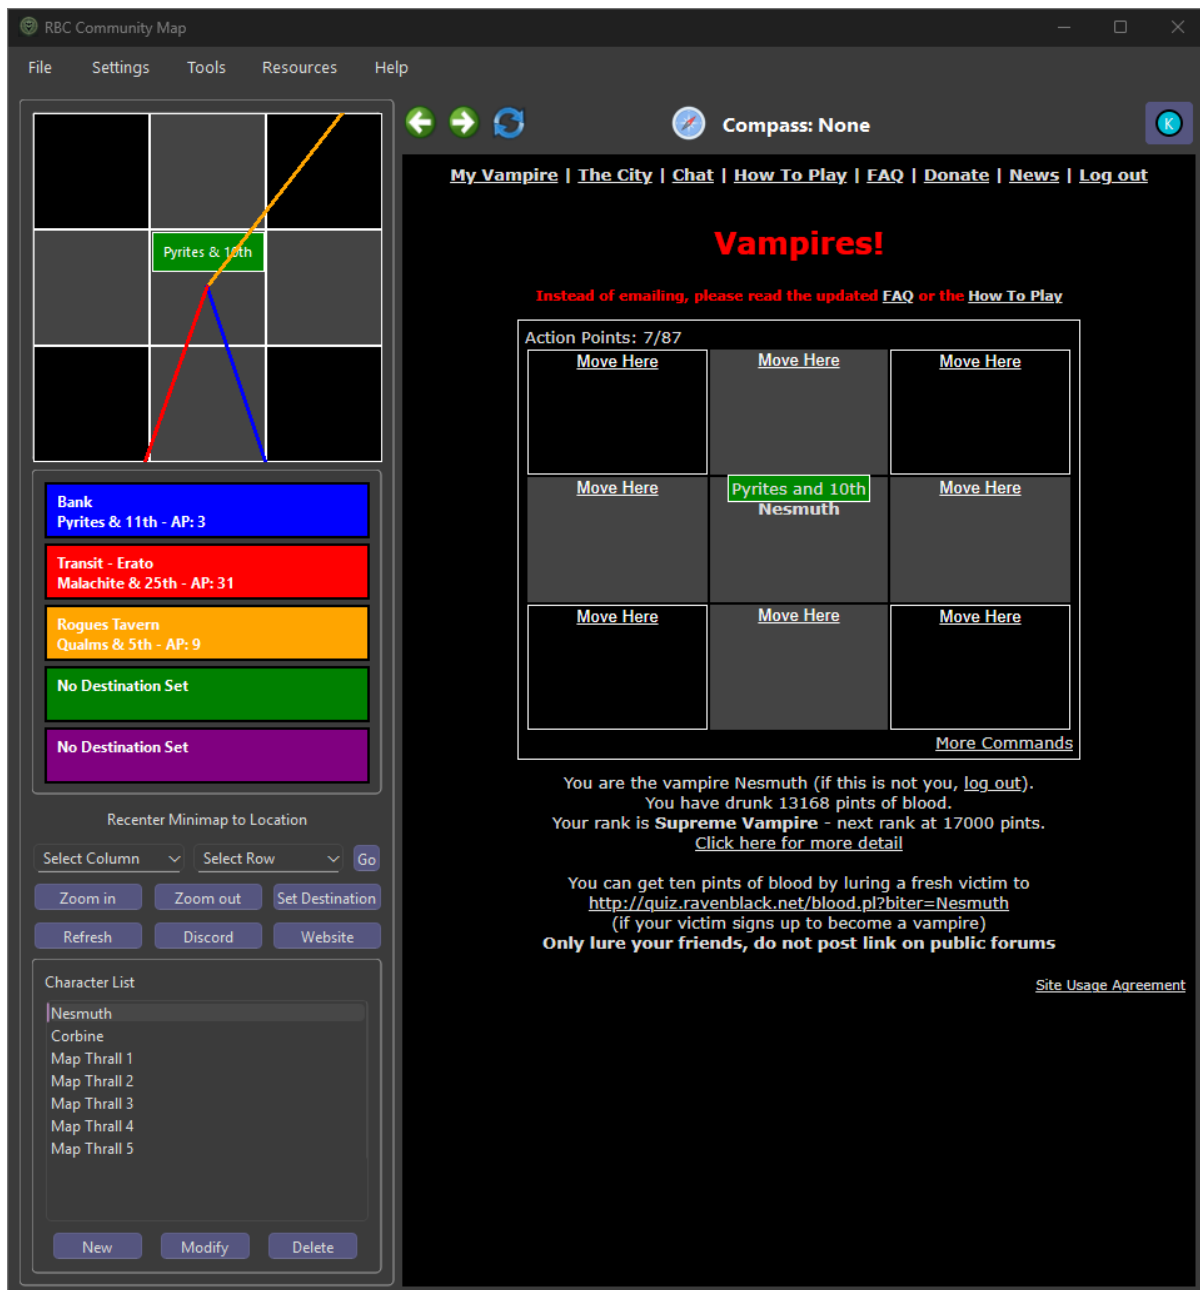 RBC Community Map
File Settings Tools Resources Help
Pyrites & 10th
Bank
Pyrites & 11th - AP: 3
Transit - Erato
Malachite & 25th - AP: 31
Rogues Tavern
Qualms & 5th - AP: 9
No Destination Set
No Destination Set
Recenter Minimap to Location
Select Column Select Row Go
Zoom in Zoom out Set Destination
Refresh Discord Website
Character List
Nesmuth
Corbine
Map Thrall 1
Map Thrall 2
Map Thrall 3
Map Thrall 4
Map Thrall 5
New Modify Delete
Compass: None
K
My Vampire | The City | Chat | How To Play | FAQ | Donate | News | Log out
Vampires!
Instead of emailing, please read the updated FAQ or the How To Play
Action Points: 7/87
Move Here Move Here Move Here
Move Here Pyrites and 10th Move Here
Nesmuth
Move Here Move Here Move Here
More Commands
You are the vampire Nesmuth (if this is not you, log out).
You have drunk 13168 pints of blood.
Your rank is Supreme Vampire - next rank at 17000 pints.
Click here for more detail
You can get ten pints of blood by luring a fresh victim to
http://quiz.ravenblack.net/blood.pl?biter=Nesmuth
(if your victim signs up to become a vampire)
Only lure your friends, do not post link on public forums
Site Usage Agreement